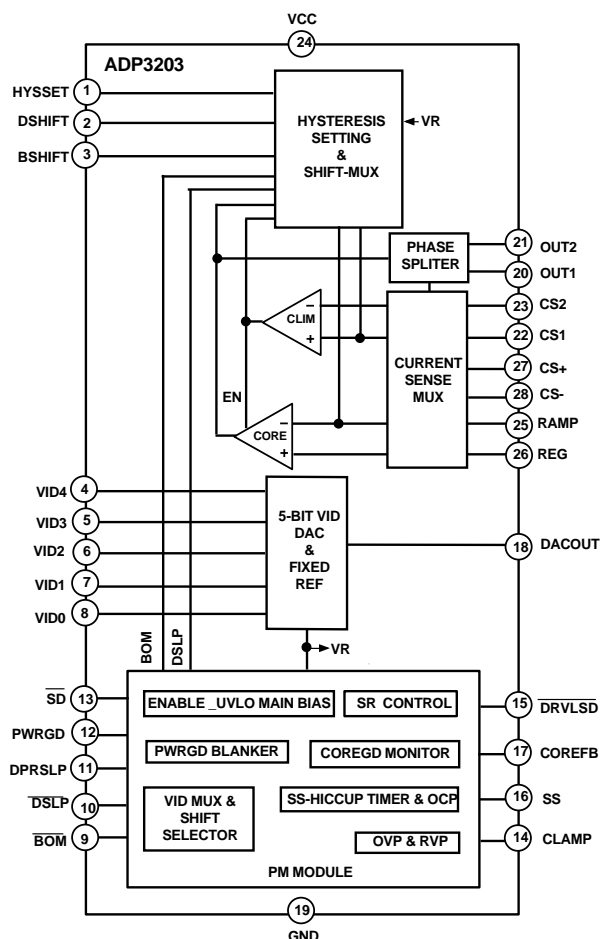 VCC
24
ADP3203
HYSSET
1
DSHIFT
2
BSHIFT
3
HYSTERESIS
SETTING
&
SHIFT-MUX
VR
PHASE
SPLITER
21
OUT2
20
OUT1
23
CS2
22
CS1
27
CS+
28
CS-
25
RAMP
26
REG
−
CLIM
+
CURRENT
SENSE
MUX
EN
−
CORE
+
VID4
4
VID3
5
VID2
6
VID1
7
VID0
8
5-BIT VID
DAC
&
FIXED
REF
18
DACOUT
BOM
DSLP
VR
SD
13
PWRGD
12
DPRSLP
11
DSLP
10
BOM
9
ENABLE _UVLO MAIN BIAS
SR CONTROL
PWRGD BLANKER
COREGD MONITOR
VID MUX &
SHIFT
SELECTOR
SS-HICCUP TIMER & OCP
OVP & RVP
PM MODULE
15
DRVLSD
17
COREFB
16
SS
14
CLAMP
19
GND